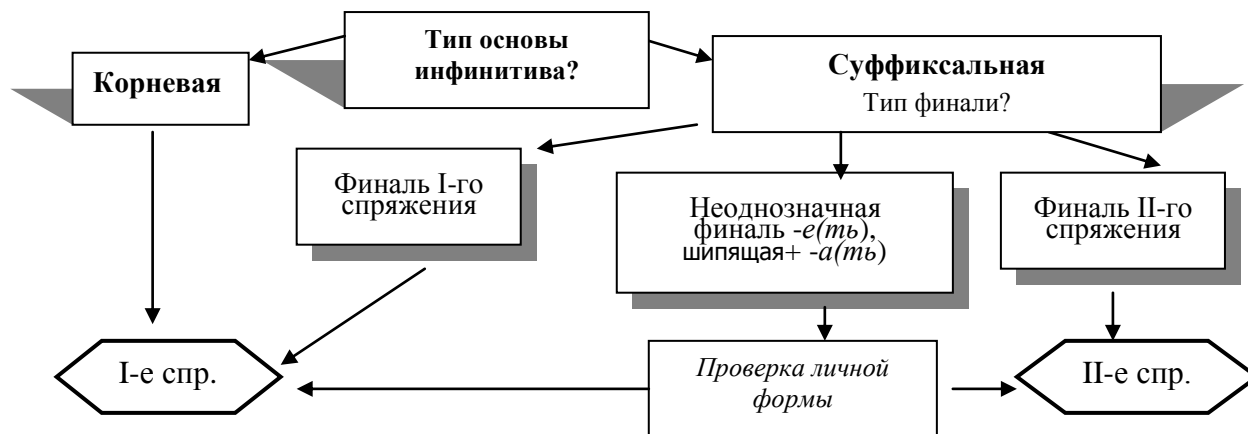 Тип основы
инфинитива?
Корневая
Суффиксальная
Тип финали?
Финаль I-го
спряжения
Неоднозначная
финаль -е(ть),
шипящая+ -а(ть)
Финаль II-го
спряжения
I-е спр.
Проверка личной
формы
II-е спр.